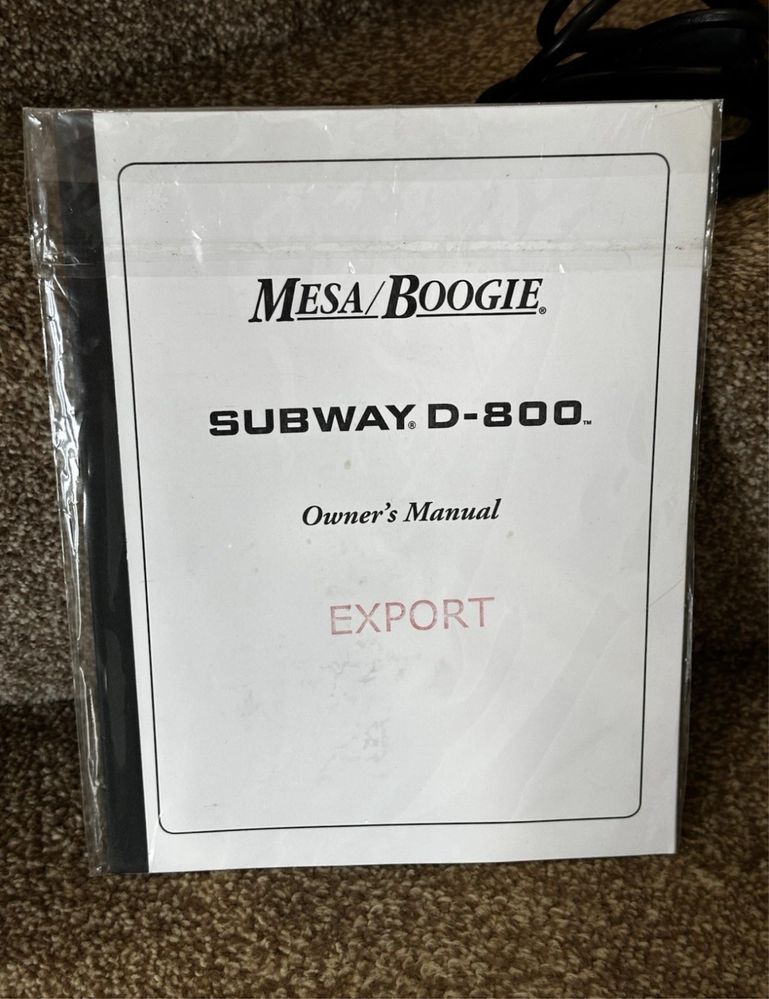 MESA/BOOGIE®
SUBWAY® D-800™
Owner's Manual
EXPORT